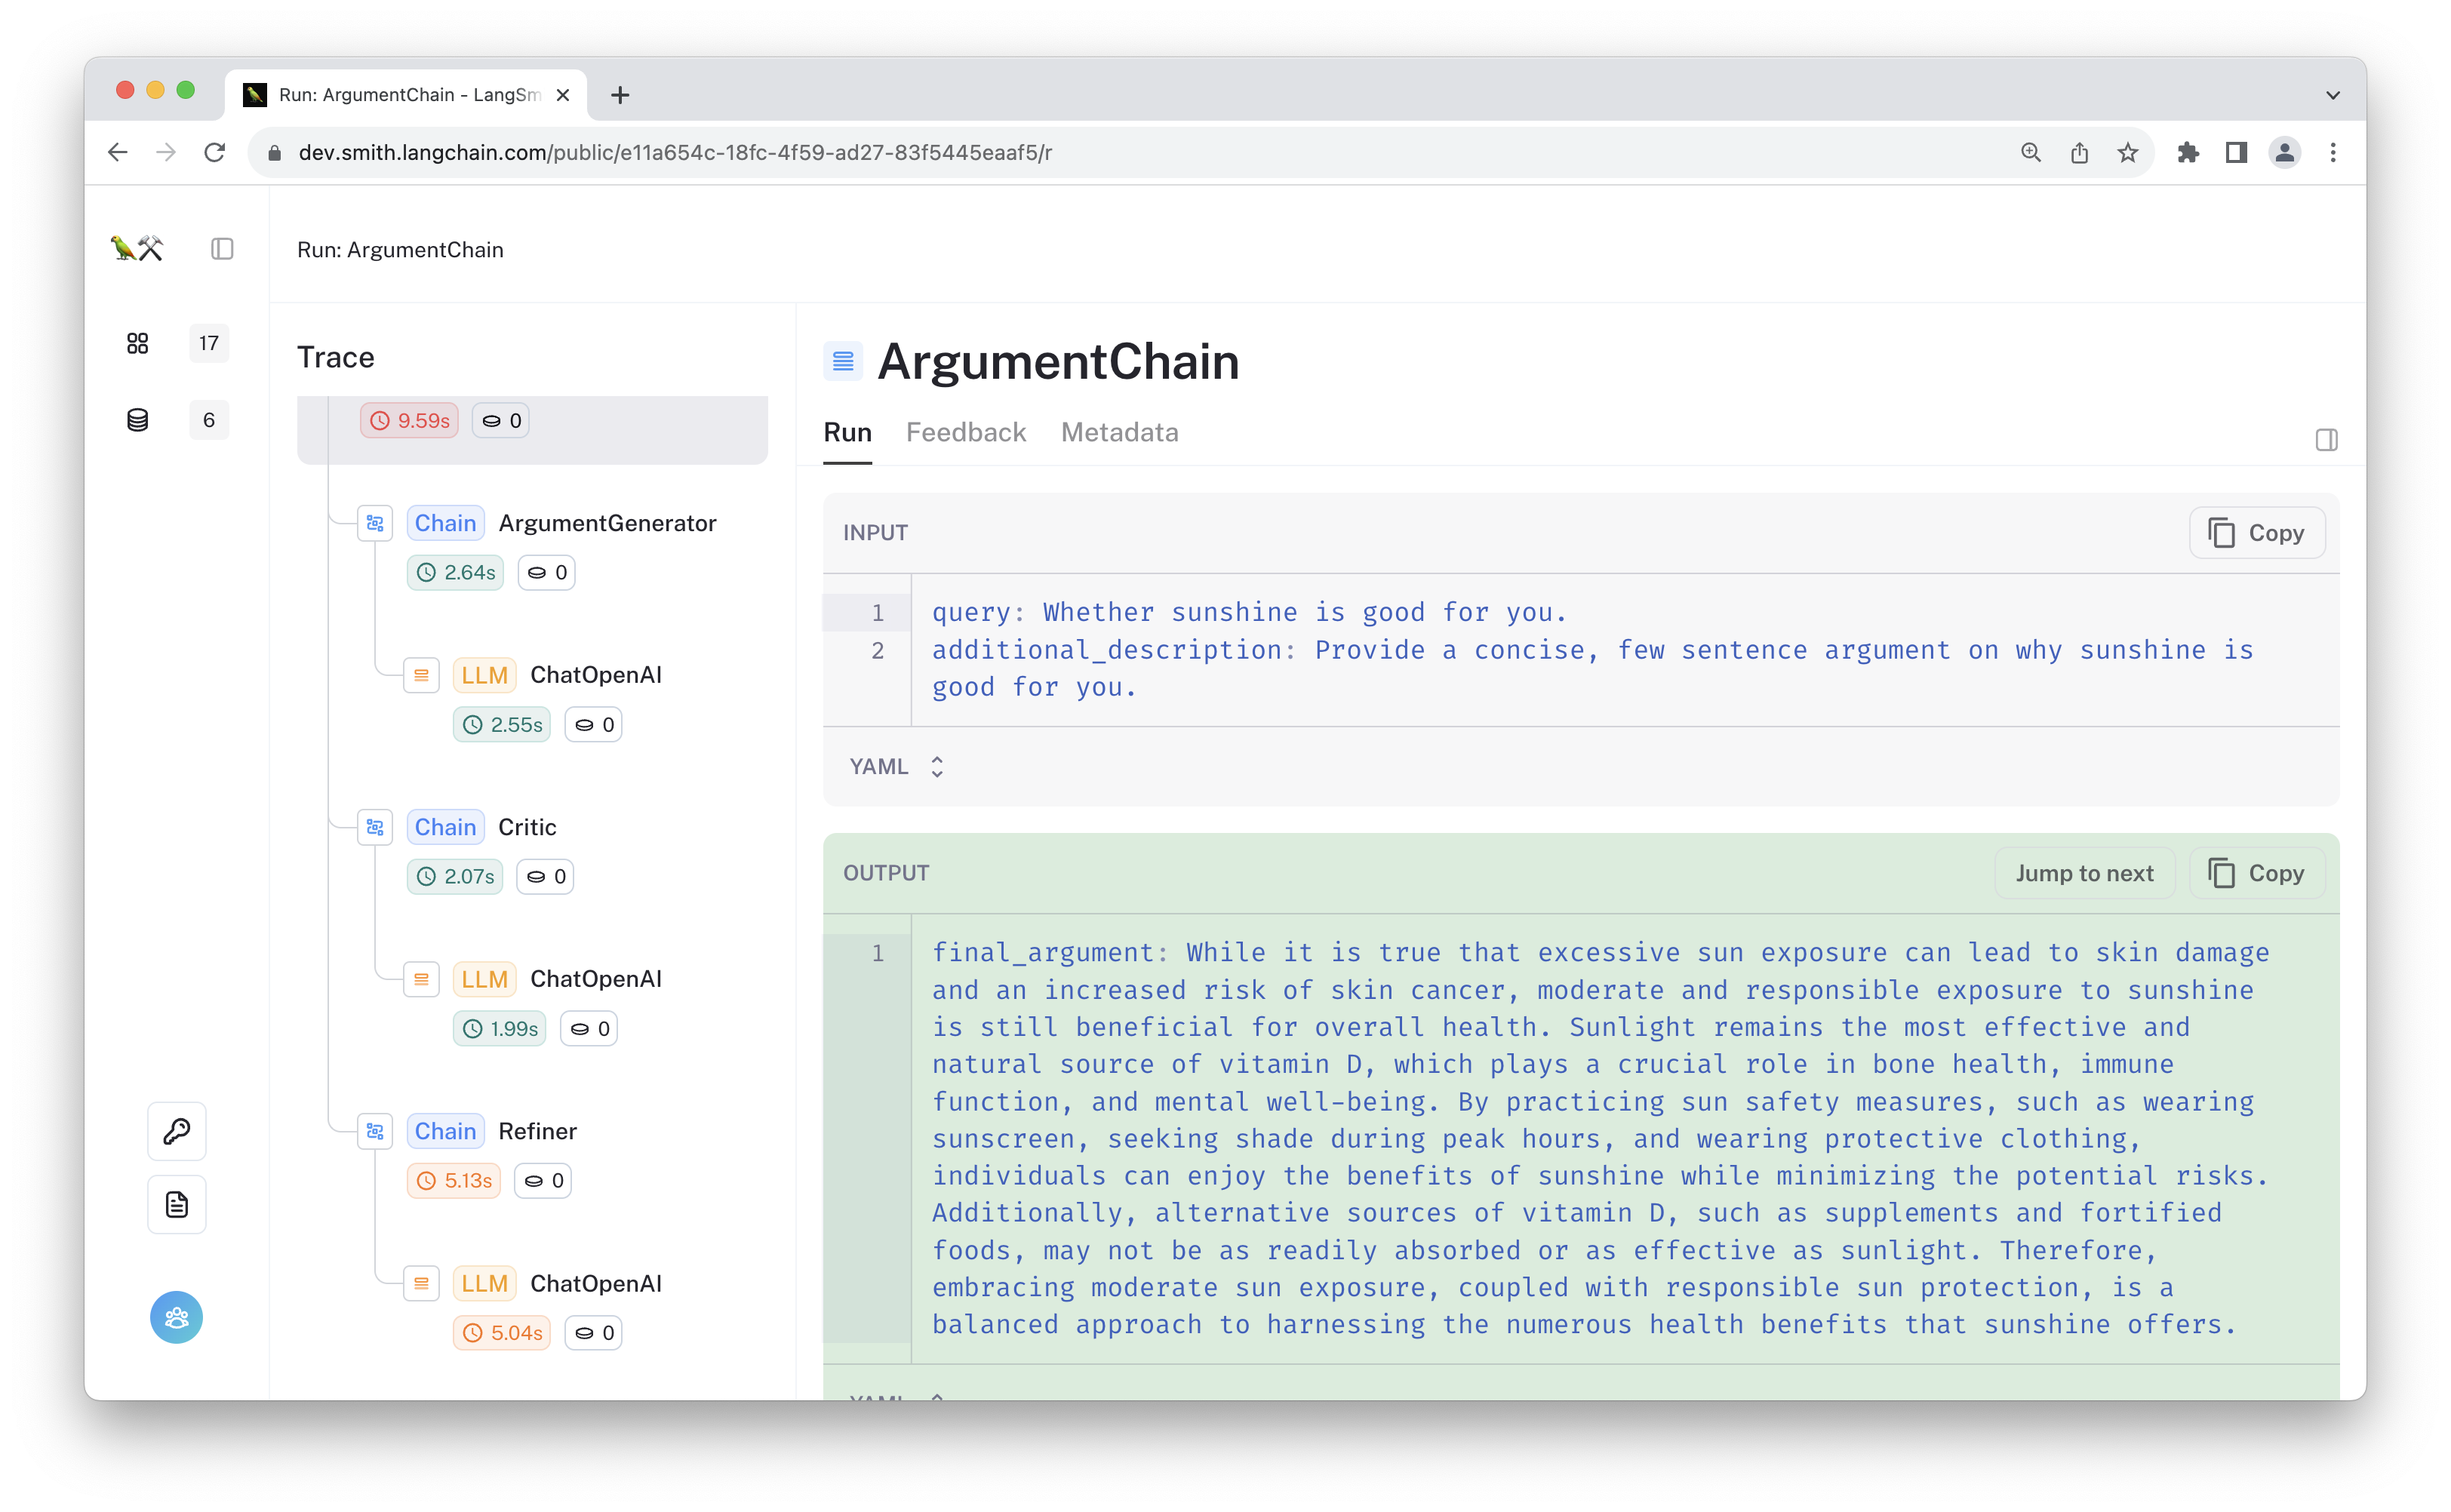 Run: ArgumentChain - LangSm
dev.smith.langchain.com/public/e11a654c-18fc-4f59-ad27-83f5445eaaf5/r
Run: ArgumentChain
17
6
Trace
9.59s 0
Chain ArgumentGenerator
2.64s 0
LLM ChatOpenAI
2.55s 0
Chain Critic
2.07s 0
LLM ChatOpenAI
1.99s 0
Chain Refiner
5.13s 0
LLM ChatOpenAI
5.04s 0
ArgumentChain
Run Feedback Metadata
INPUT Copy
1 query: Whether sunshine is good for you.
2 additional_description: Provide a concise, few sentence argument on why sunshine is
good for you.
YAML
OUTPUT Jump to next Copy
1 final_argument: While it is true that excessive sun exposure can lead to skin damage
and an increased risk of skin cancer, moderate and responsible exposure to sunshine
is still beneficial for overall health. Sunlight remains the most effective and
natural source of vitamin D, which plays a crucial role in bone health, immune
function, and mental well-being. By practicing sun safety measures, such as wearing
sunscreen, seeking shade during peak hours, and wearing protective clothing,
individuals can enjoy the benefits of sunshine while minimizing the potential risks.
Additionally, alternative sources of vitamin D, such as supplements and fortified
foods, may not be as readily absorbed or as effective as sunlight. Therefore,
embracing moderate sun exposure, coupled with responsible sun protection, is a
balanced approach to harnessing the numerous health benefits that sunshine offers.
YAML